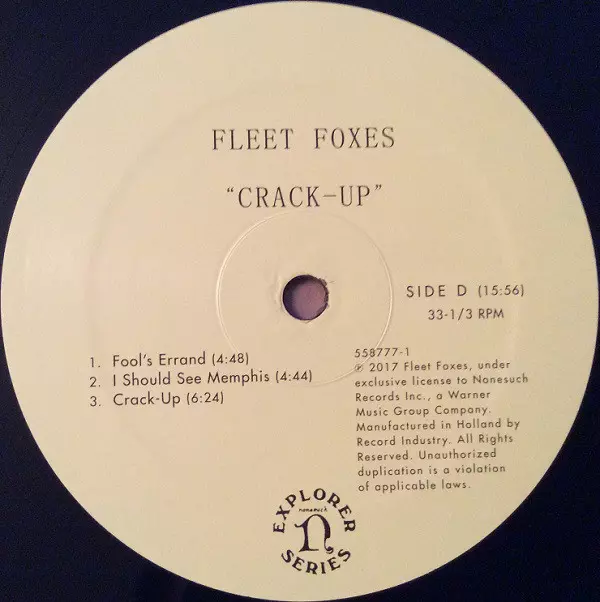 FLEET FOXES
“CRACK-UP”
SIDE D (15:56)
33-1/3 RPM
1. Fool's Errand (4:48)
2. I Should See Memphis (4:44)
3. Crack-Up (6:24)
558777-1
℗ 2017 Fleet Foxes, under
exclusive license to Nonesuch
Records Inc., a Warner
Music Group Company.
Manufactured in Holland by
Record Industry. All Rights
Reserved. Unauthorized
duplication is a violation
of applicable laws.
EXPLORER
nonesuch
n
SERIES